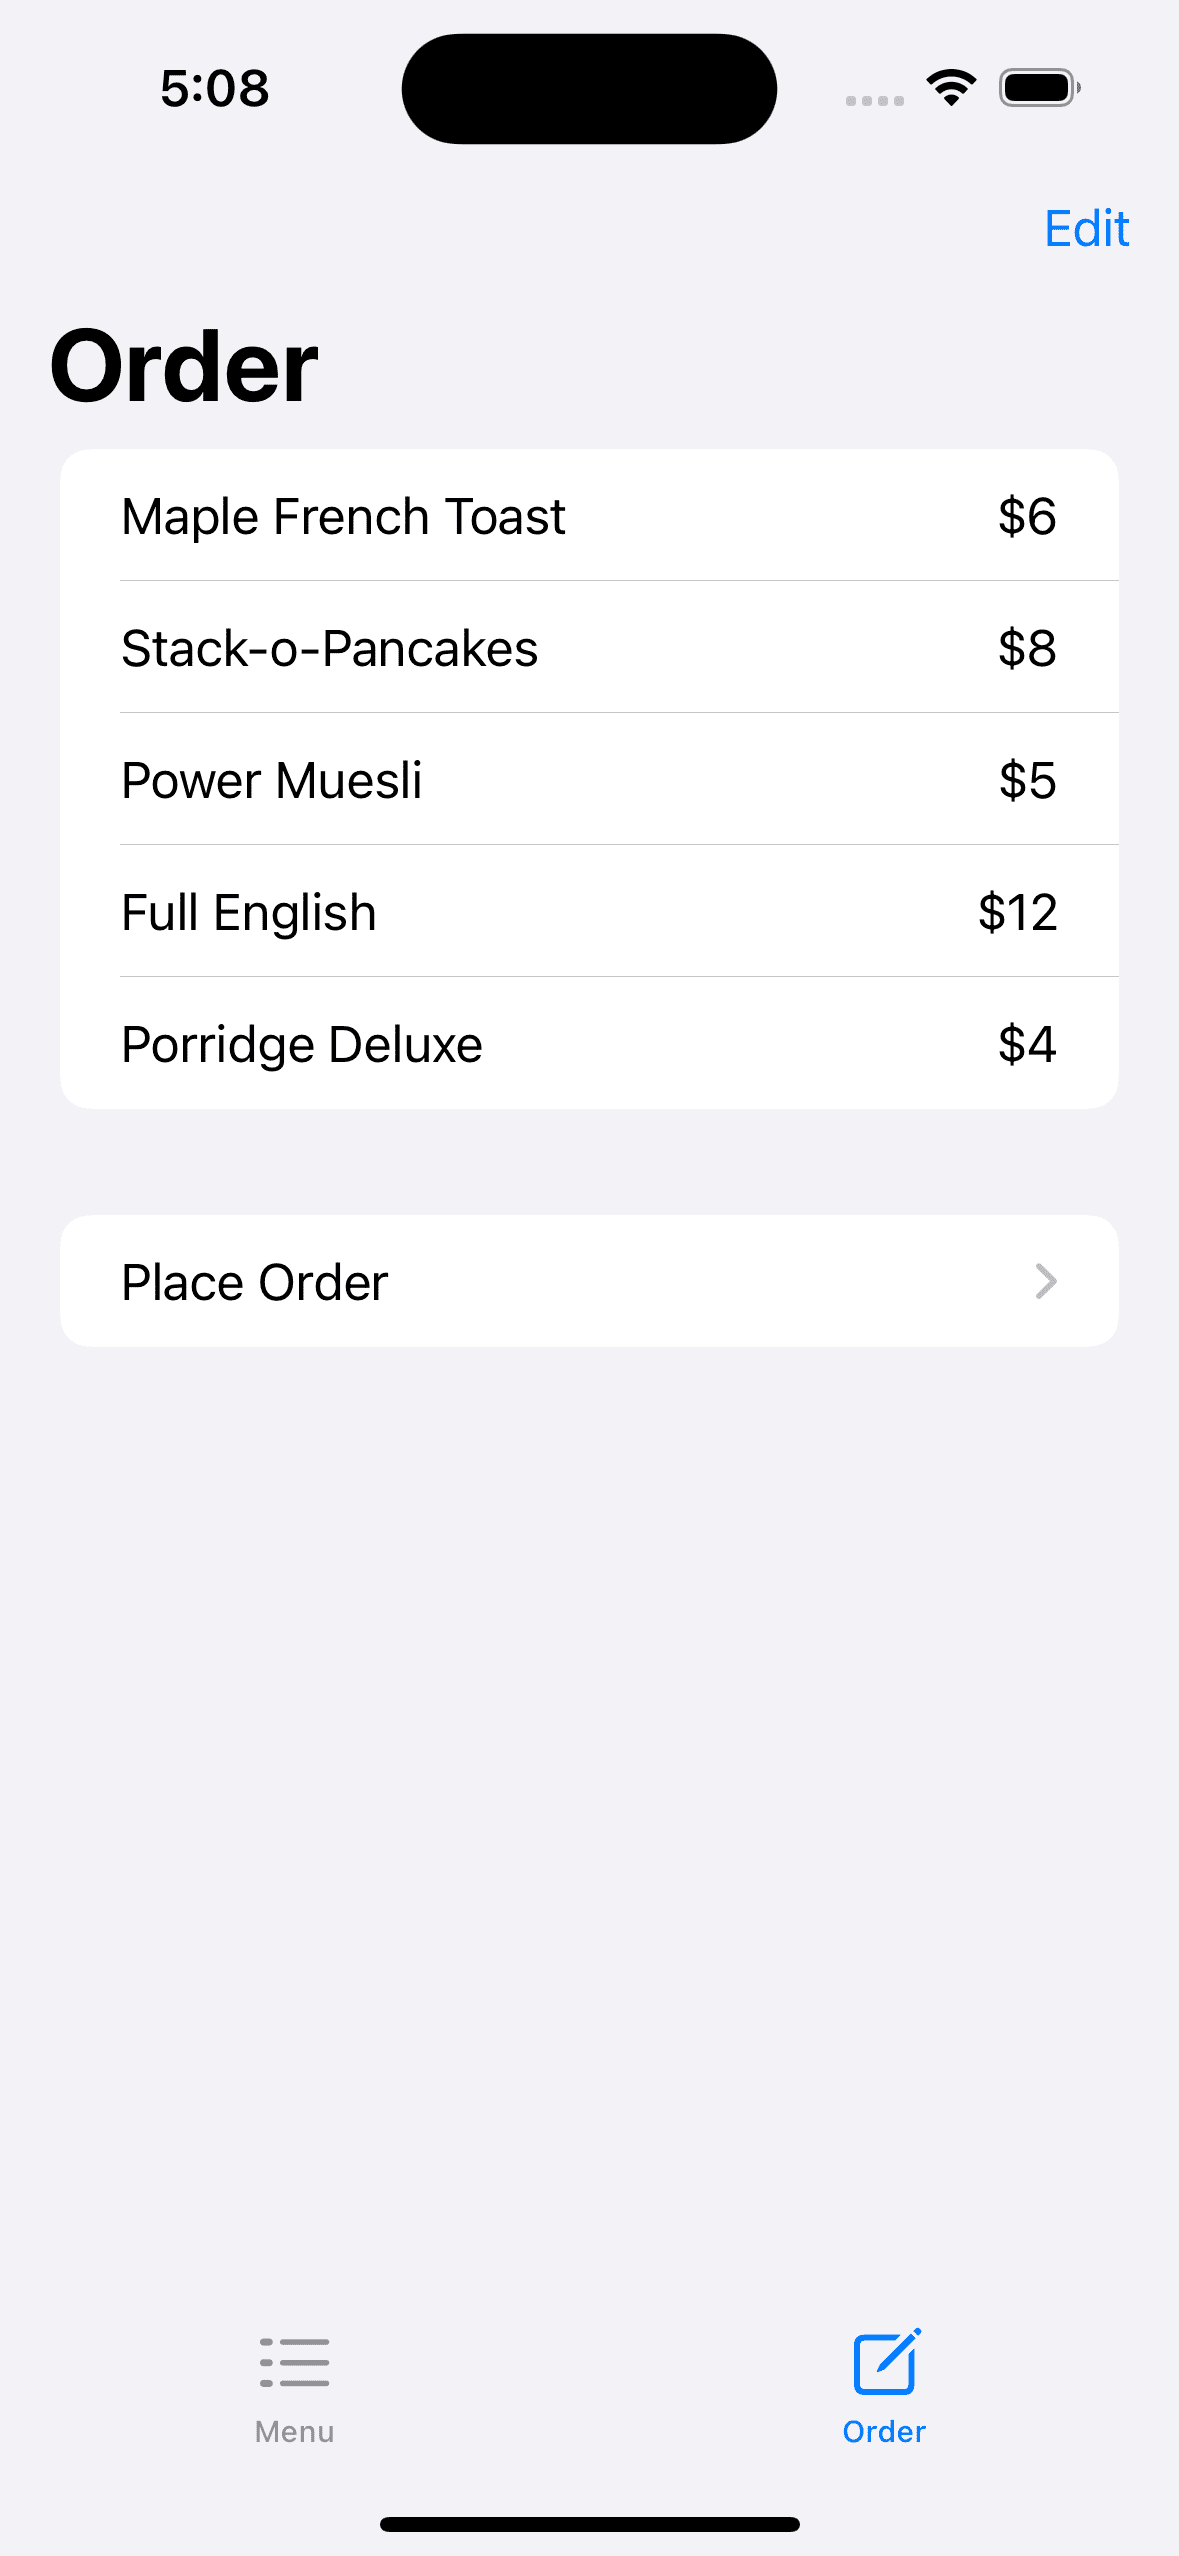 5:08
Edit
Order
Maple French Toast $6
Stack-o-Pancakes $8
Power Muesli $5
Full English $12
Porridge Deluxe $4
Place Order
Menu Order